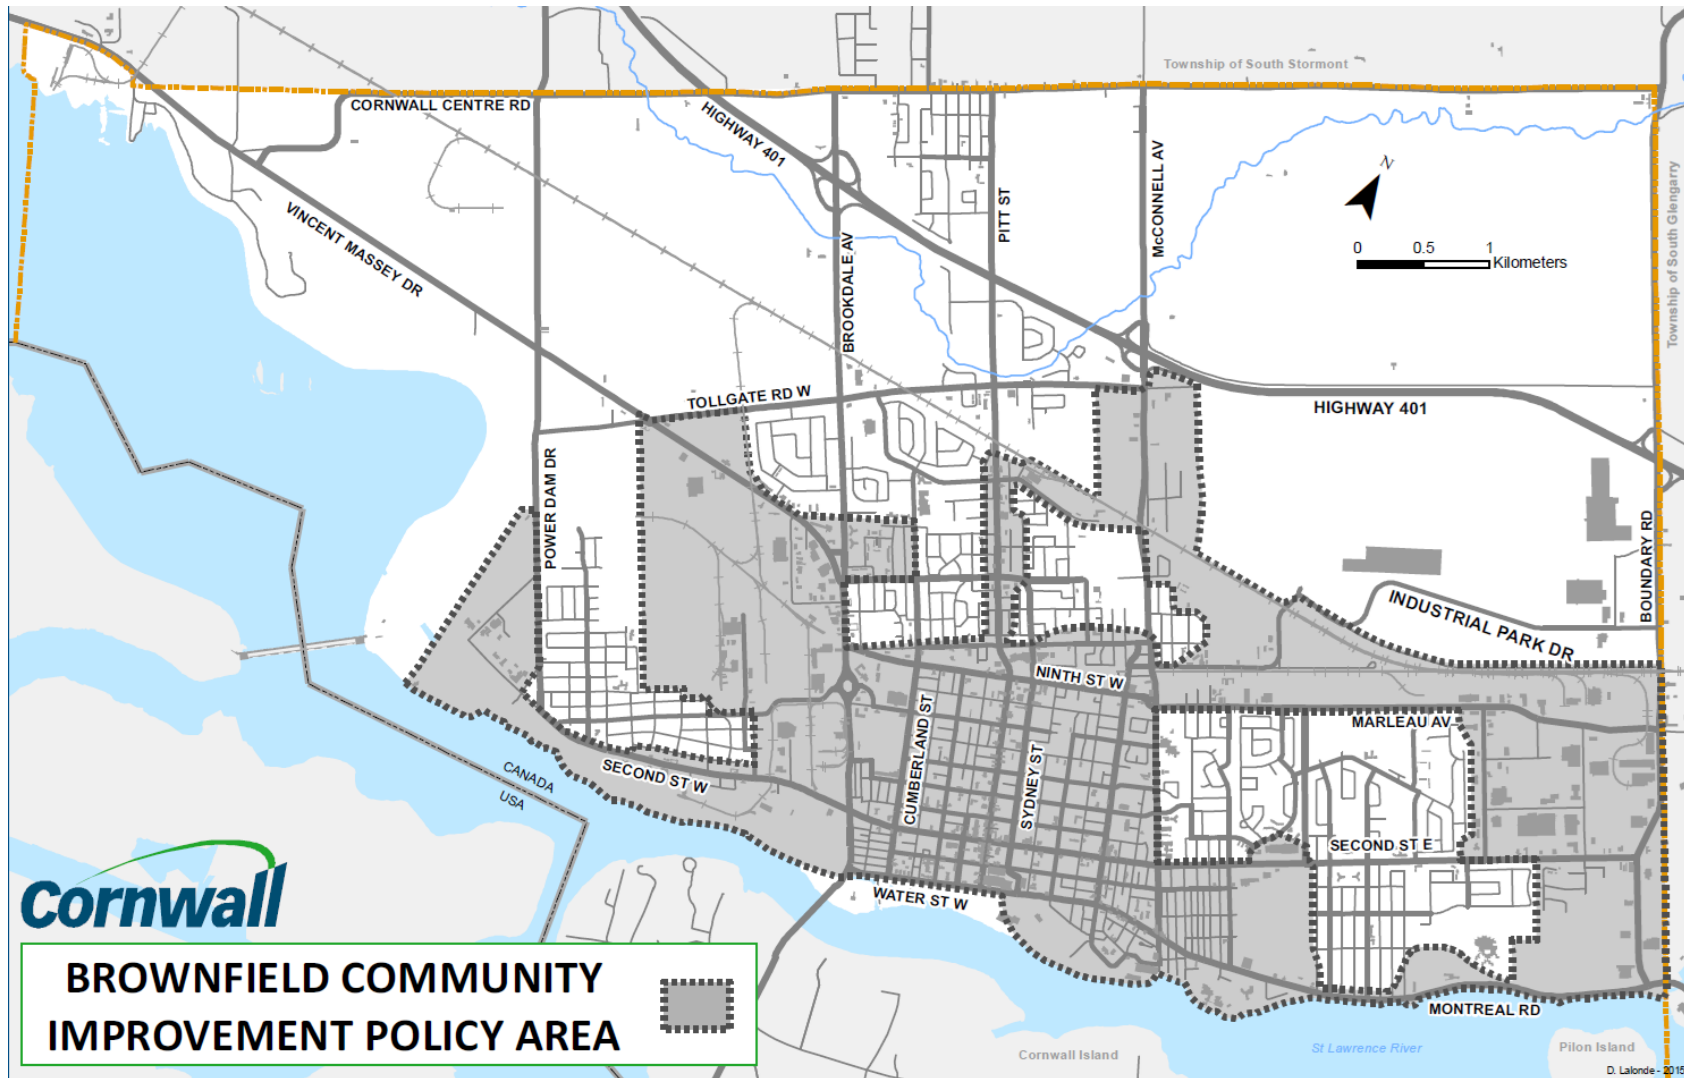 Township of South Stormont
CORNWALL CENTRE RD
HIGHWAY 401
McCONNELL AV
PITT ST
N
Township of South Glengarry
VINCENT MASSEY DR
BROOKDALE AV
0 0.5 1
Kilometers
TOLLGATE RD W
HIGHWAY 401
POWER DAM DR
BOUNDARY RD
INDUSTRIAL PARK DR
NINTH ST W
CUMBERLAND ST
SYDNEY ST
MARLEAU AV
CANADA
USA
SECOND ST W
SECOND ST E
WATER ST W
Cornwall
BROWNFIELD COMMUNITY
IMPROVEMENT POLICY AREA
MONTREAL RD
Cornwall Island
St Lawrence River
Pilon Island
D. Lalonde - 2015